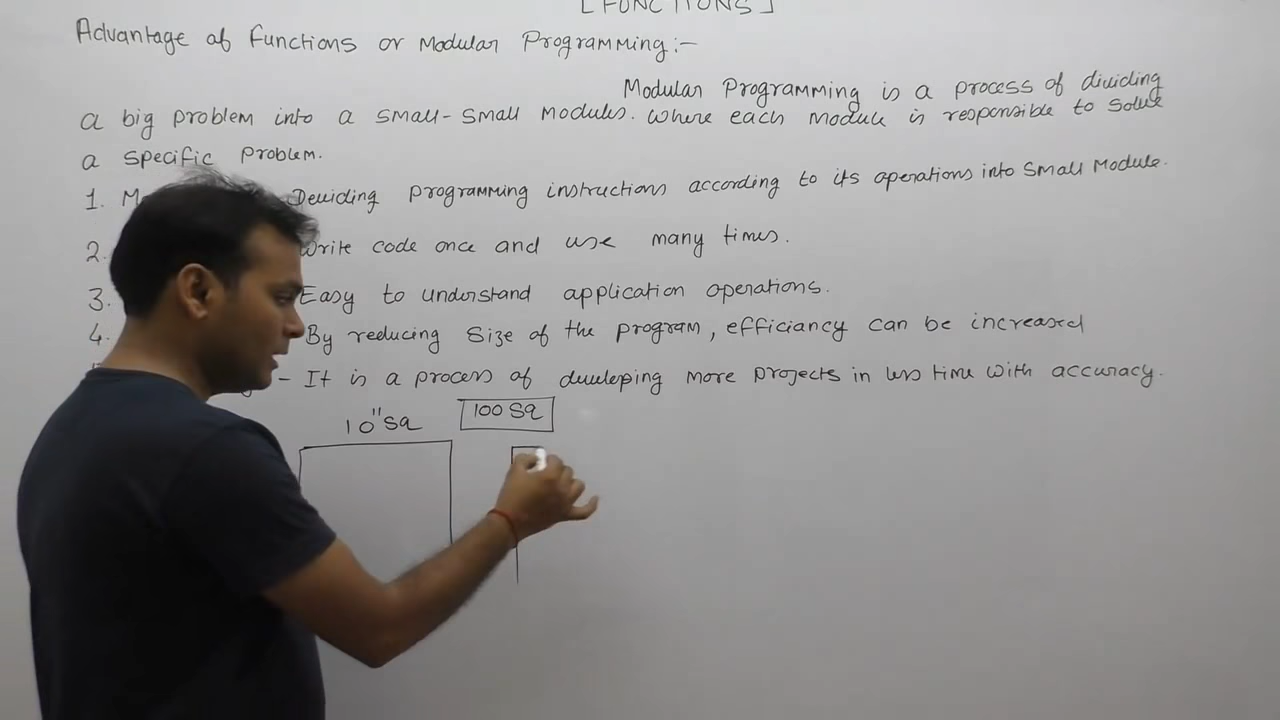 [FUNCTIONS]
Advantage of Functions or Modular Programming:-
Modular Programming is a process of dividing
a big problem into a small-small modules. where each Module is responsible to solve
a specific problem.
1. Deviding programming instructions according to its operations into small Module.
2. Write code once and use many times.
3. Easy to understand application operations.
4. By reducing size of the program, efficiancy can be increased
- It is a process of develeping more projects in less time with accuracy.
10" sq 100 sq